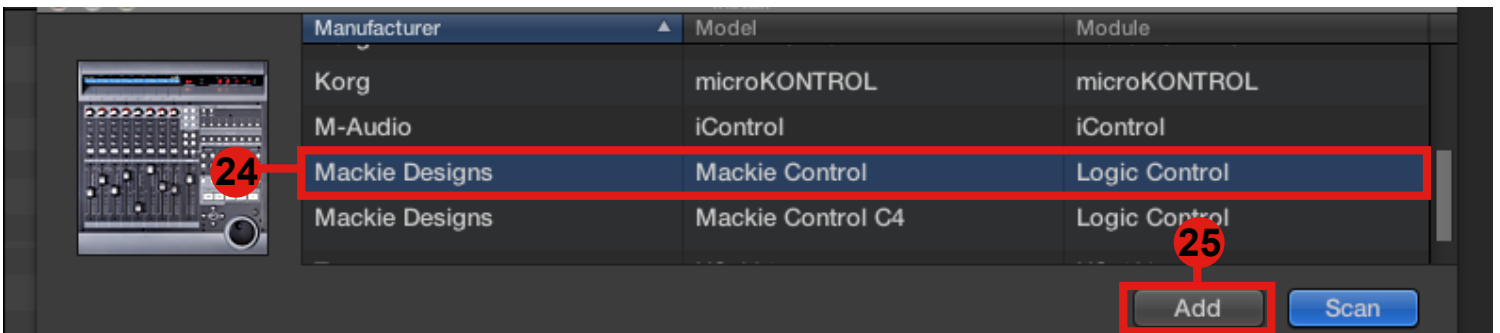 Manufacturer Model Module
Korg microKONTROL microKONTROL
M-Audio iControl iControl
24 Mackie Designs Mackie Control Logic Control
Mackie Designs Mackie Control C4 Logic Control
25
Add Scan